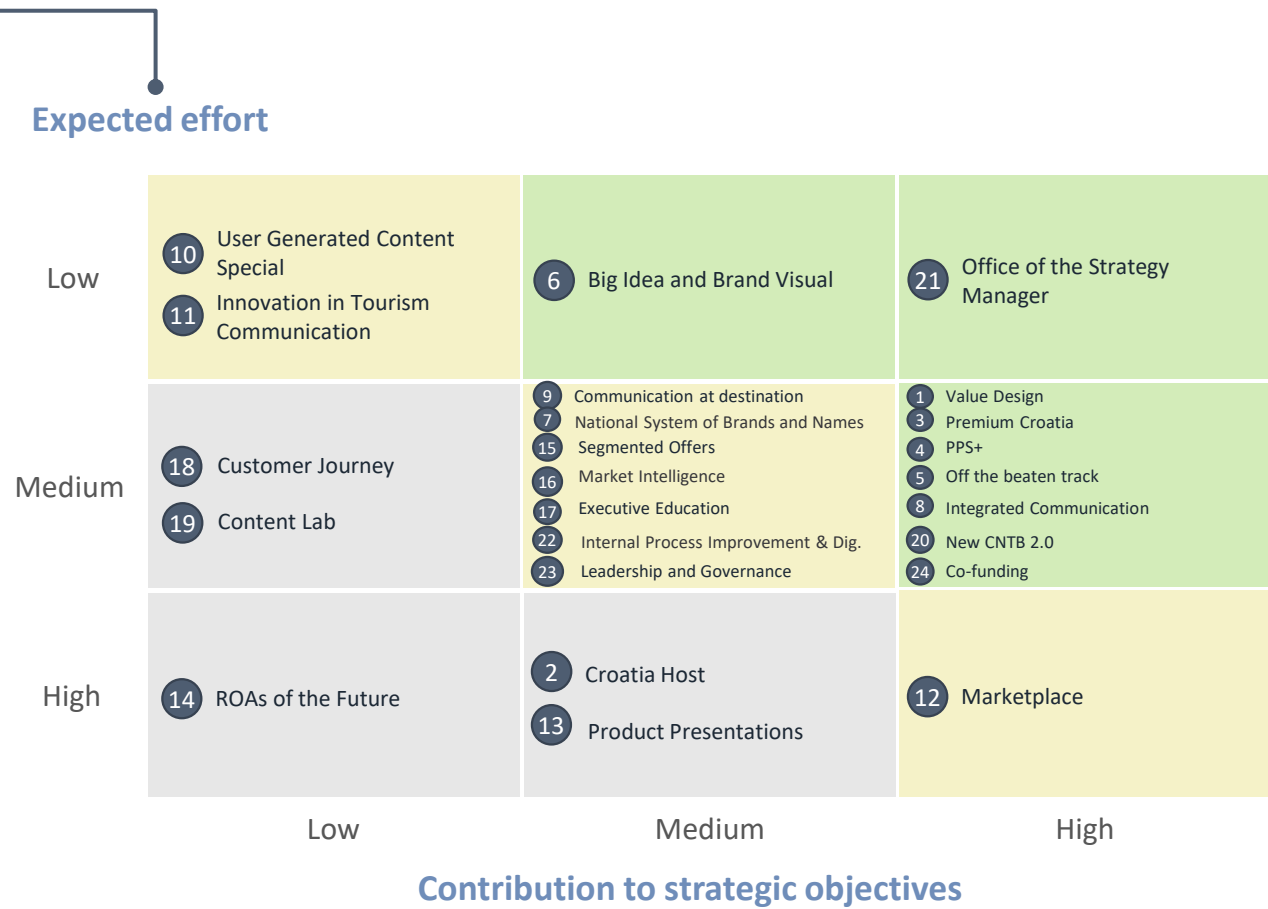 Expected effort
Low
10
User Generated Content
Special
11
Innovation in Tourism
Communication
6
Big Idea and Brand Visual
21
Office of the Strategy
Manager
Medium
18
Customer Journey
19
Content Lab
9
Communication at destination
7
National System of Brands and Names
15
Segmented Offers
16
Market Intelligence
17
Executive Education
22
Internal Process Improvement & Dig.
23
Leadership and Governance
1
Value Design
3
Premium Croatia
4
PPS+
5
Off the beaten track
8
Integrated Communication
20
New CNTB 2.0
24
Co-funding
High
14
ROAs of the Future
2
Croatia Host
13
Product Presentations
12
Marketplace
Low
Medium
High
Contribution to strategic objectives